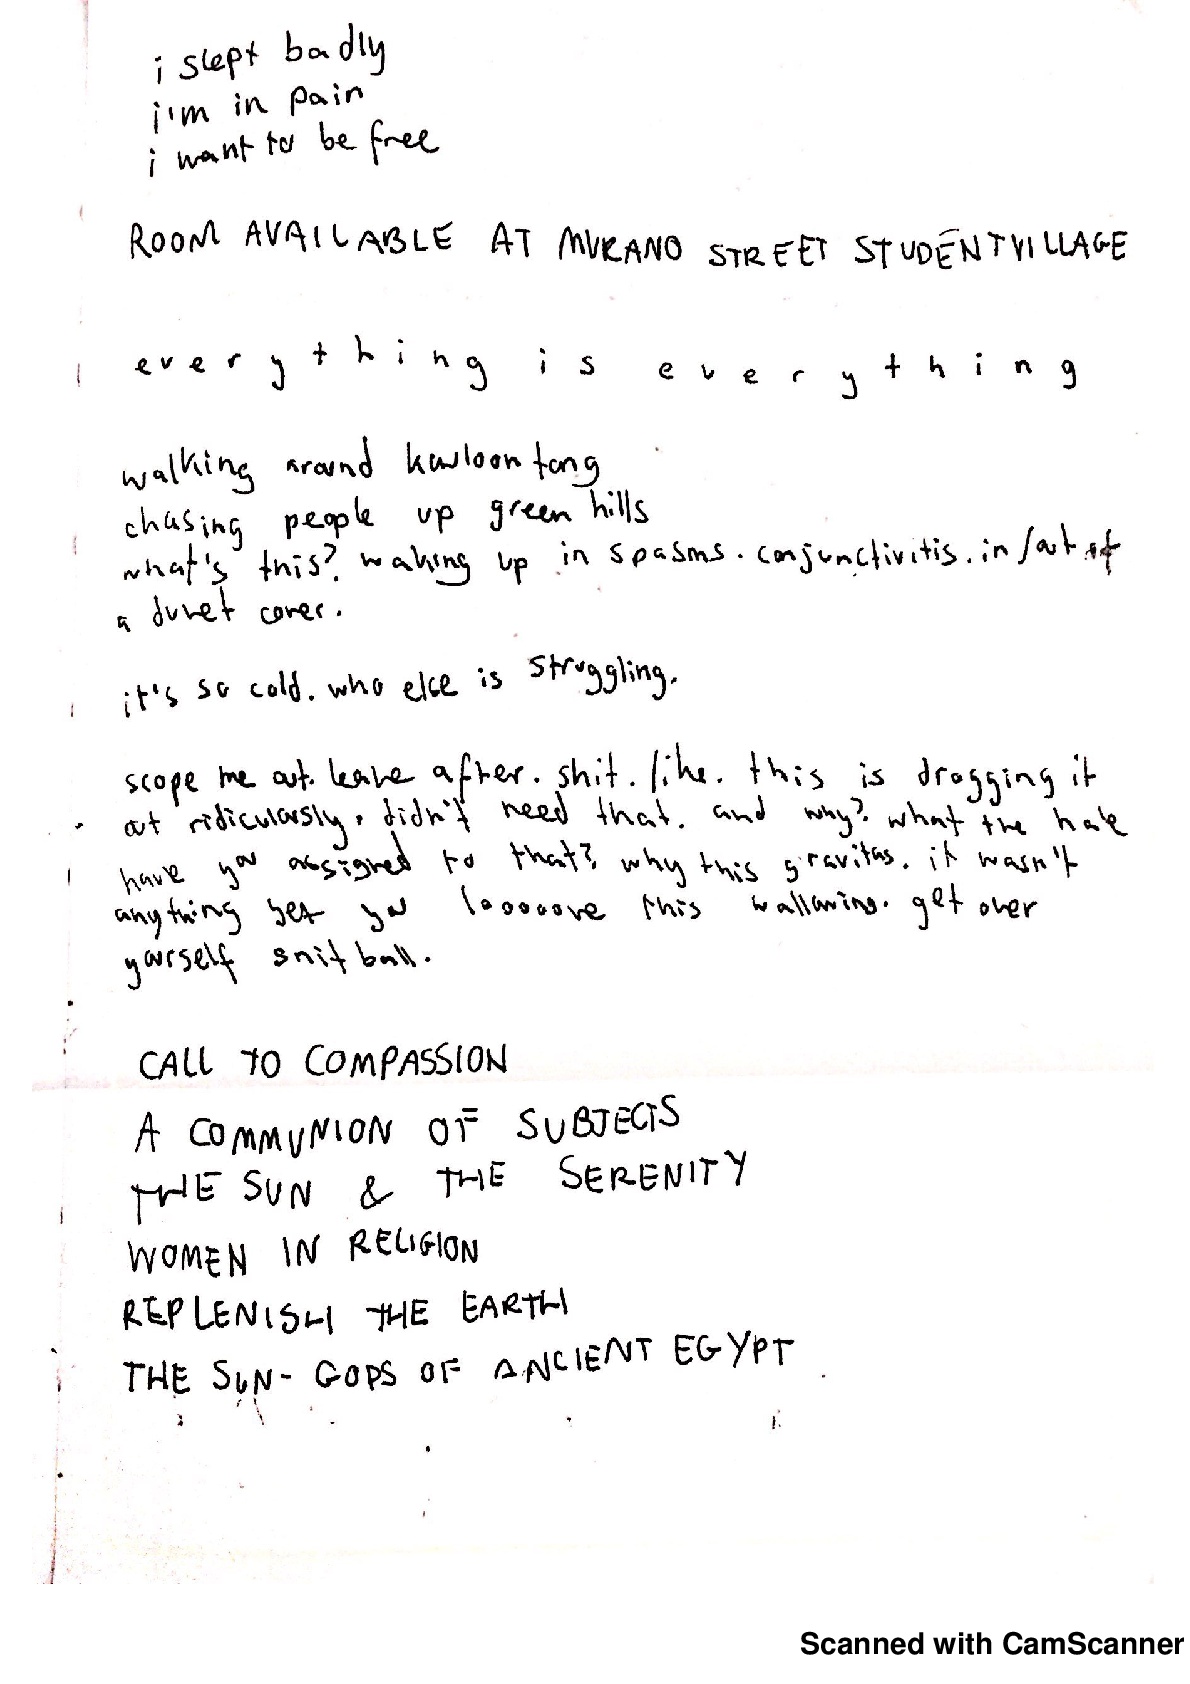 i slept badly
i'm in pain
i want to be free
ROOM AVAILABLE AT MURANO STREET STUDENTVILLAGE
everything is everything
walking around kowloon tong
chasing people up green hills
what's this? waking up in spasms. conjunctivitis. in/out of
a duvet cover.
it's so cold. who else is struggling.
scope me out. leave after. shit. like. this is dragging it
out ridiculously. didn't need that. and why? what the hale
have you assigned to that? why this gravitas. it wasn't
anything yet you looooove this wallowing. get over
yourself snitball.
CALL TO COMPASSION
A COMMUNION OF SUBJECTS
THE SUN & THE SERENITY
WOMEN IN RELIGION
REPLENISH THE EARTH
THE SUN-GODS OF ANCIENT EGYPT
Scanned with CamScanner